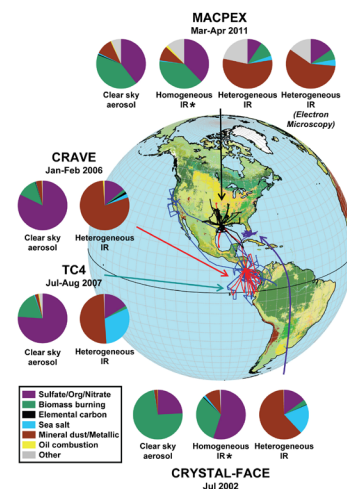 MACPEX
Mar-Apr 2011
Clear sky
aerosol
Homogeneous
IR*
Heterogeneous
IR
Heterogeneous
IR
(Electron
Microscopy)
CRAVE
Jan-Feb 2006
Clear sky
aerosol
Heterogeneous
IR
TC4
Jul-Aug 2007
Clear sky
aerosol
Heterogeneous
IR
Sulfate/Org/Nitrate
Biomass burning
Elemental carbon
Sea salt
Mineral dust/Metallic
Oil combustion
Other
Clear sky
aerosol
Homogeneous
IR*
Heterogeneous
IR
CRYSTAL-FACE
Jul 2002